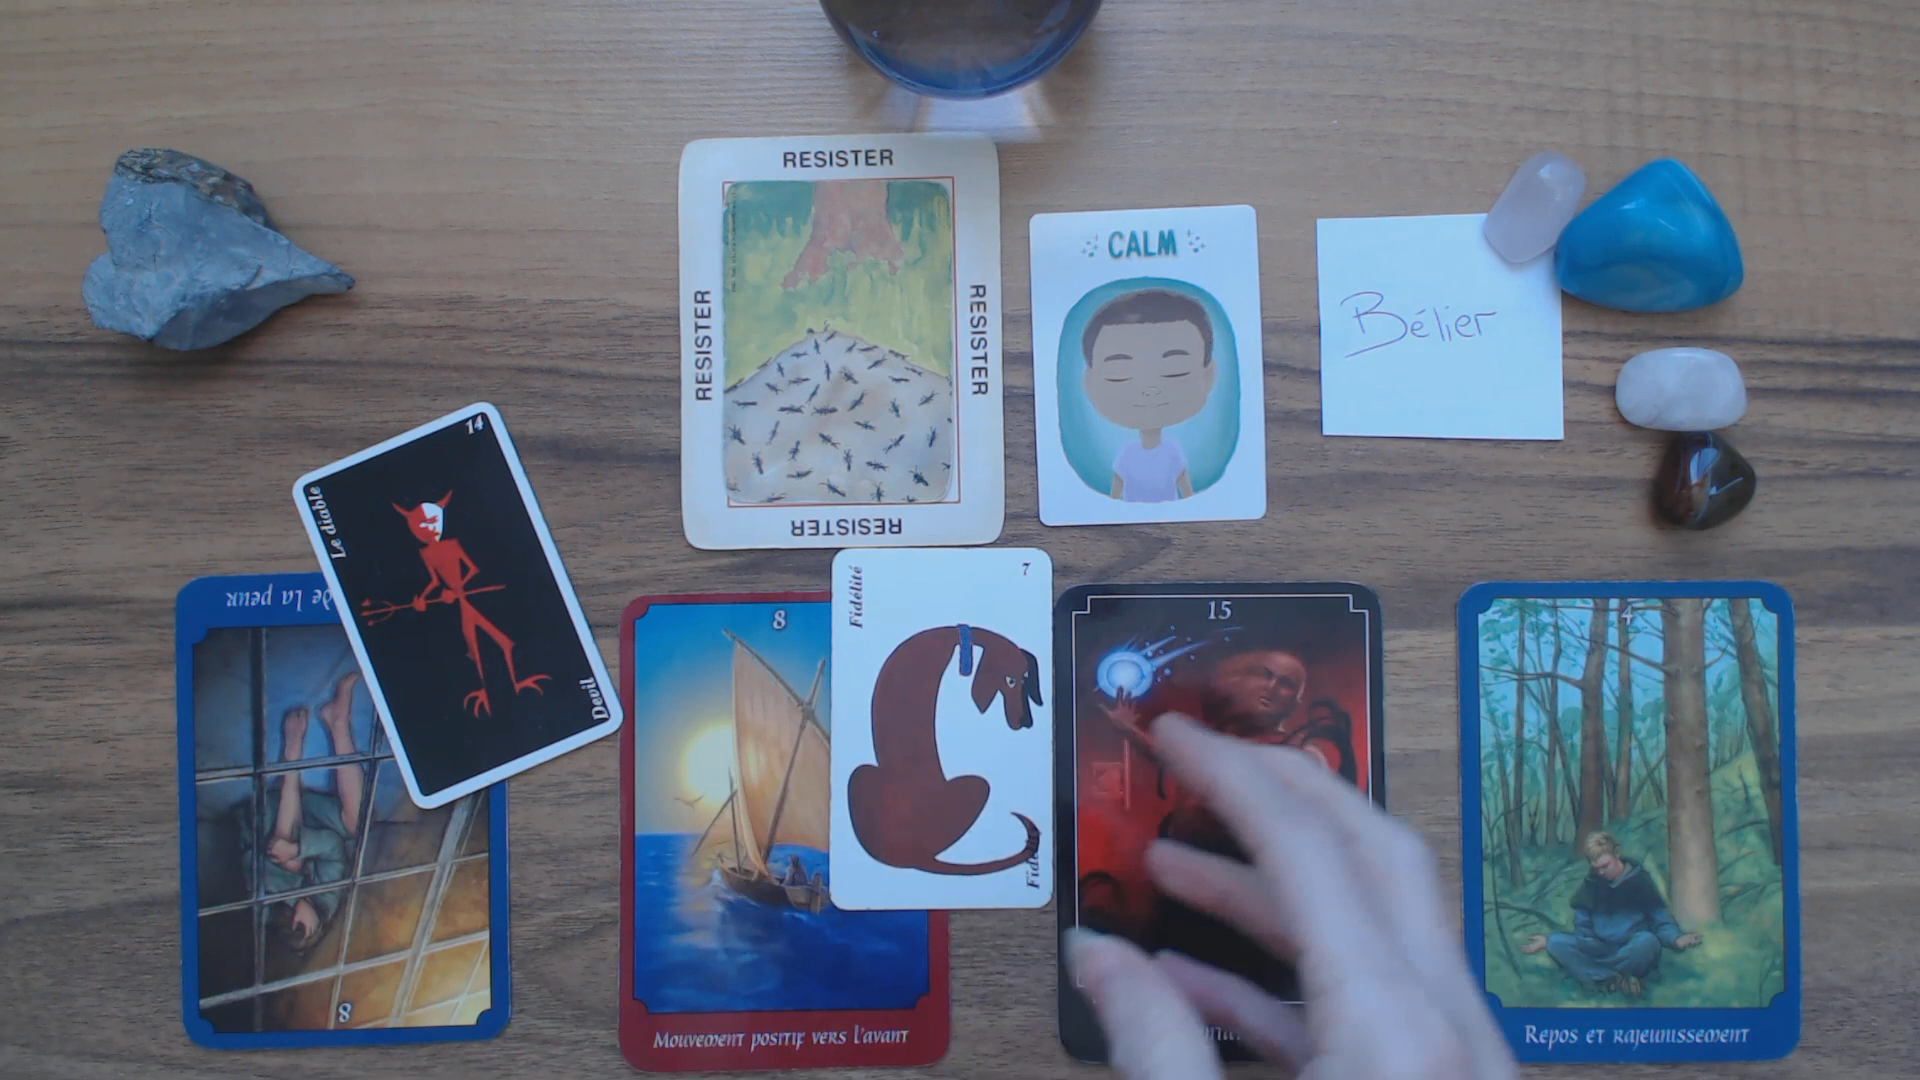 RESISTER
RESISTER
RESISTER
RESISTER
CALM
Bélier
14
Le diable
Devil
de la peur
8
8
Mouvement positif vers l'avant
7
Fidélité
15
4
Repos et rajeunissement